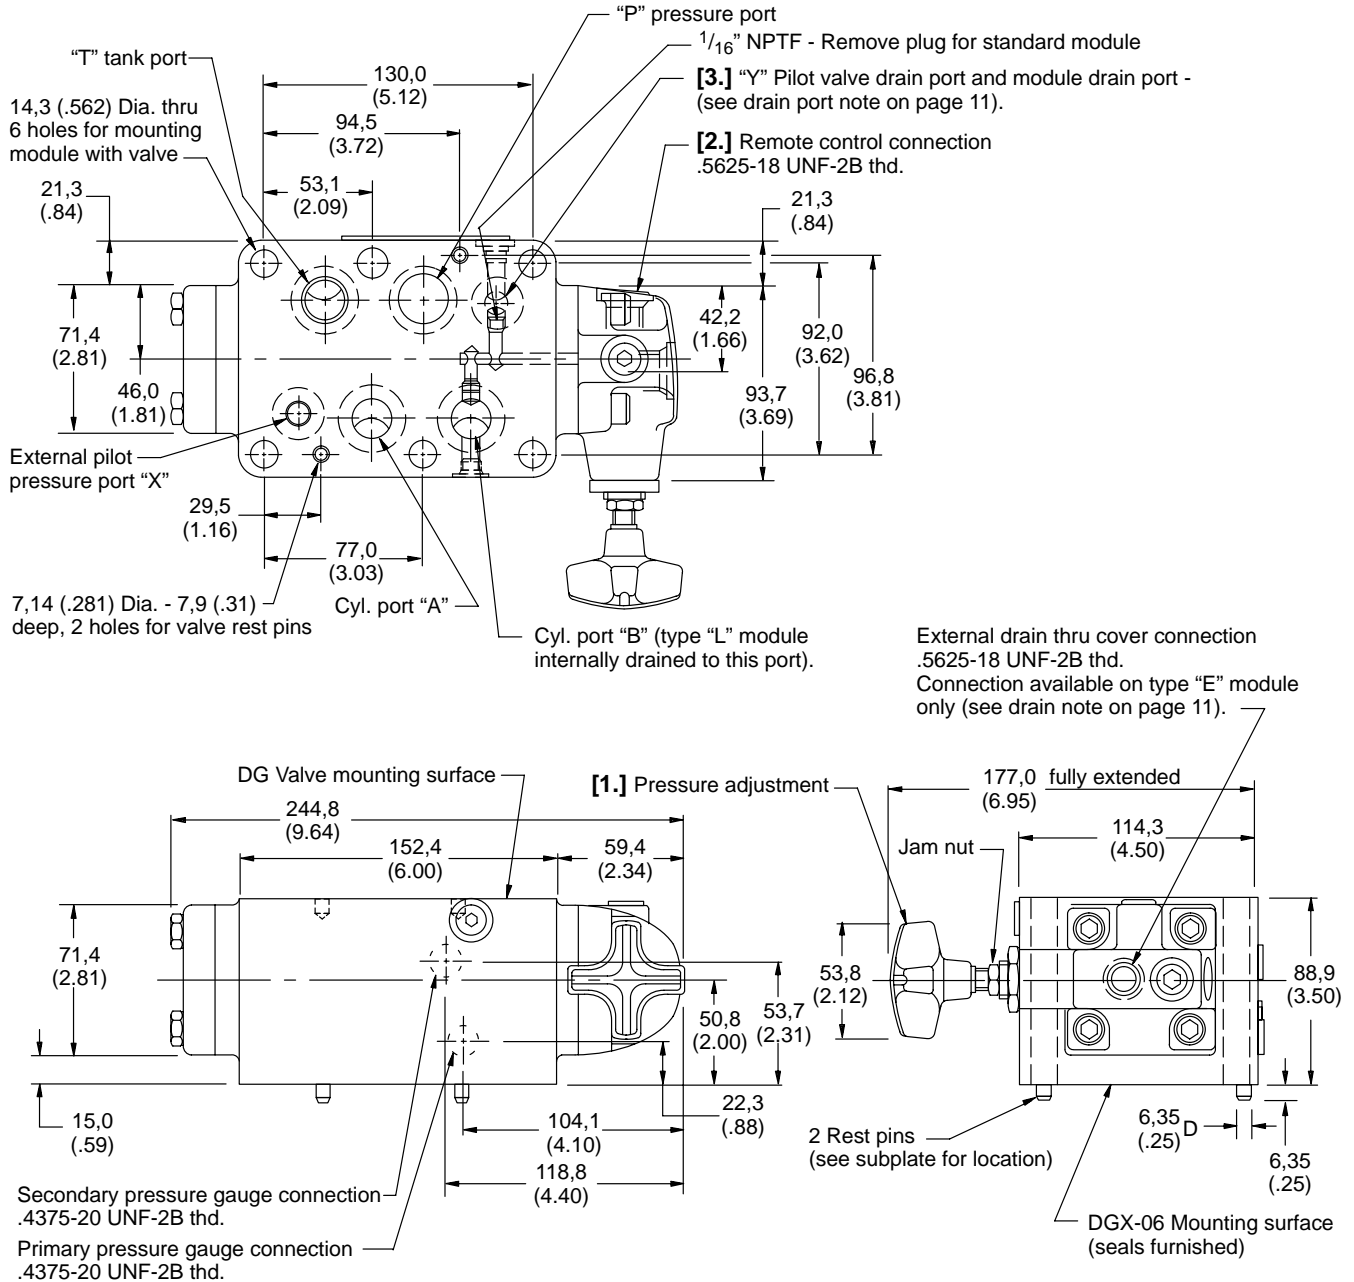 “P” pressure port
1/16” NPTF - Remove plug for standard module
“T” tank port
[3.] “Y” Pilot valve drain port and module drain port -
(see drain port note on page 11).
14,3 (.562) Dia. thru
6 holes for mounting
module with valve
130,0
(5.12)
94,5
(3.72)
[2.] Remote control connection
.5625-18 UNF-2B thd.
53,1
(2.09)
21,3
(.84)
21,3
(.84)
71,4
(2.81)
46,0
(1.81)
42,2
(1.66)
92,0
(3.62)
96,8
(3.81)
93,7
(3.69)
External pilot
pressure port “X”
29,5
(1.16)
77,0
(3.03)
7,14 (.281) Dia. - 7,9 (.31)
deep, 2 holes for valve rest pins
Cyl. port “A”
Cyl. port “B” (type “L” module
internally drained to this port).
External drain thru cover connection
.5625-18 UNF-2B thd.
Connection available on type “E” module
only (see drain note on page 11).
DG Valve mounting surface
[1.] Pressure adjustment
177,0 fully extended
(6.95)
244,8
(9.64)
152,4
(6.00)
59,4
(2.34)
Jam nut
114,3
(4.50)
71,4
(2.81)
53,8
(2.12)
88,9
(3.50)
50,8
(2.00)
53,7
(2.31)
15,0
(.59)
22,3
(.88)
104,1
(4.10)
118,8
(4.40)
2 Rest pins
(see subplate for location)
6,35
(.25) D
6,35
(.25)
Secondary pressure gauge connection
.4375-20 UNF-2B thd.
Primary pressure gauge connection
.4375-20 UNF-2B thd.
DGX-06 Mounting surface
(seals furnished)